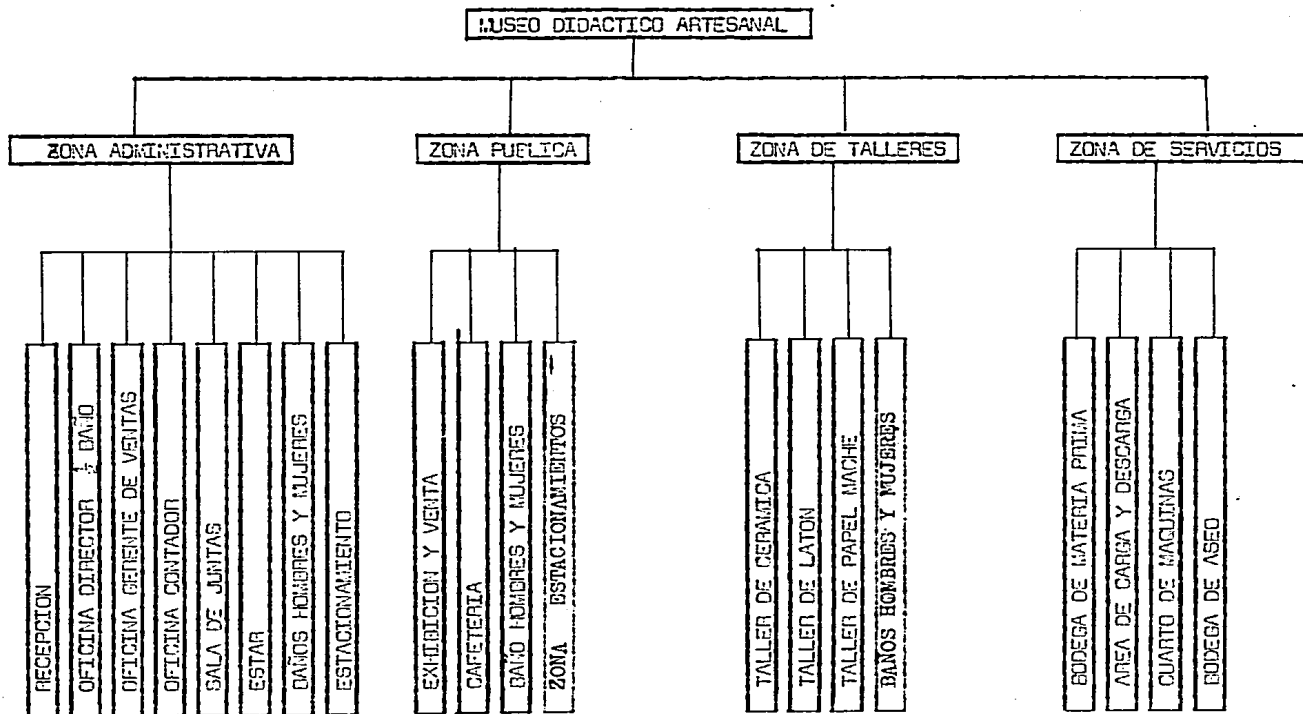 MUSEO DIDACTICO ARTESANAL
ZONA ADMINISTRATIVA
ZONA PUBLICA
ZONA DE TALLERES
ZONA DE SERVICIOS
RECEPCION
OFICINA DIRECTOR ½ BAÑO
OFICINA GERENTE DE VENTAS
OFICINA CONTADOR
SALA DE JUNTAS
ESTAR
BAÑOS HOMBRES Y MUJERES
ESTACIONAMIENTO
EXHIBICION Y VENTA
CAFETERIA
BAÑO HOMBRES Y MUJERES
ZONA ESTACIONAMIENTOS
TALLER DE CERAMICA
TALLER DE LATON
TALLER DE PAPEL MACHE
BAÑOS HOMBRES Y MUJERES
BODEGA DE MATERIA PRIMA
AREA DE CARGA Y DESCARGA
CUARTO DE MAQUINAS
BODEGA DE ASEO